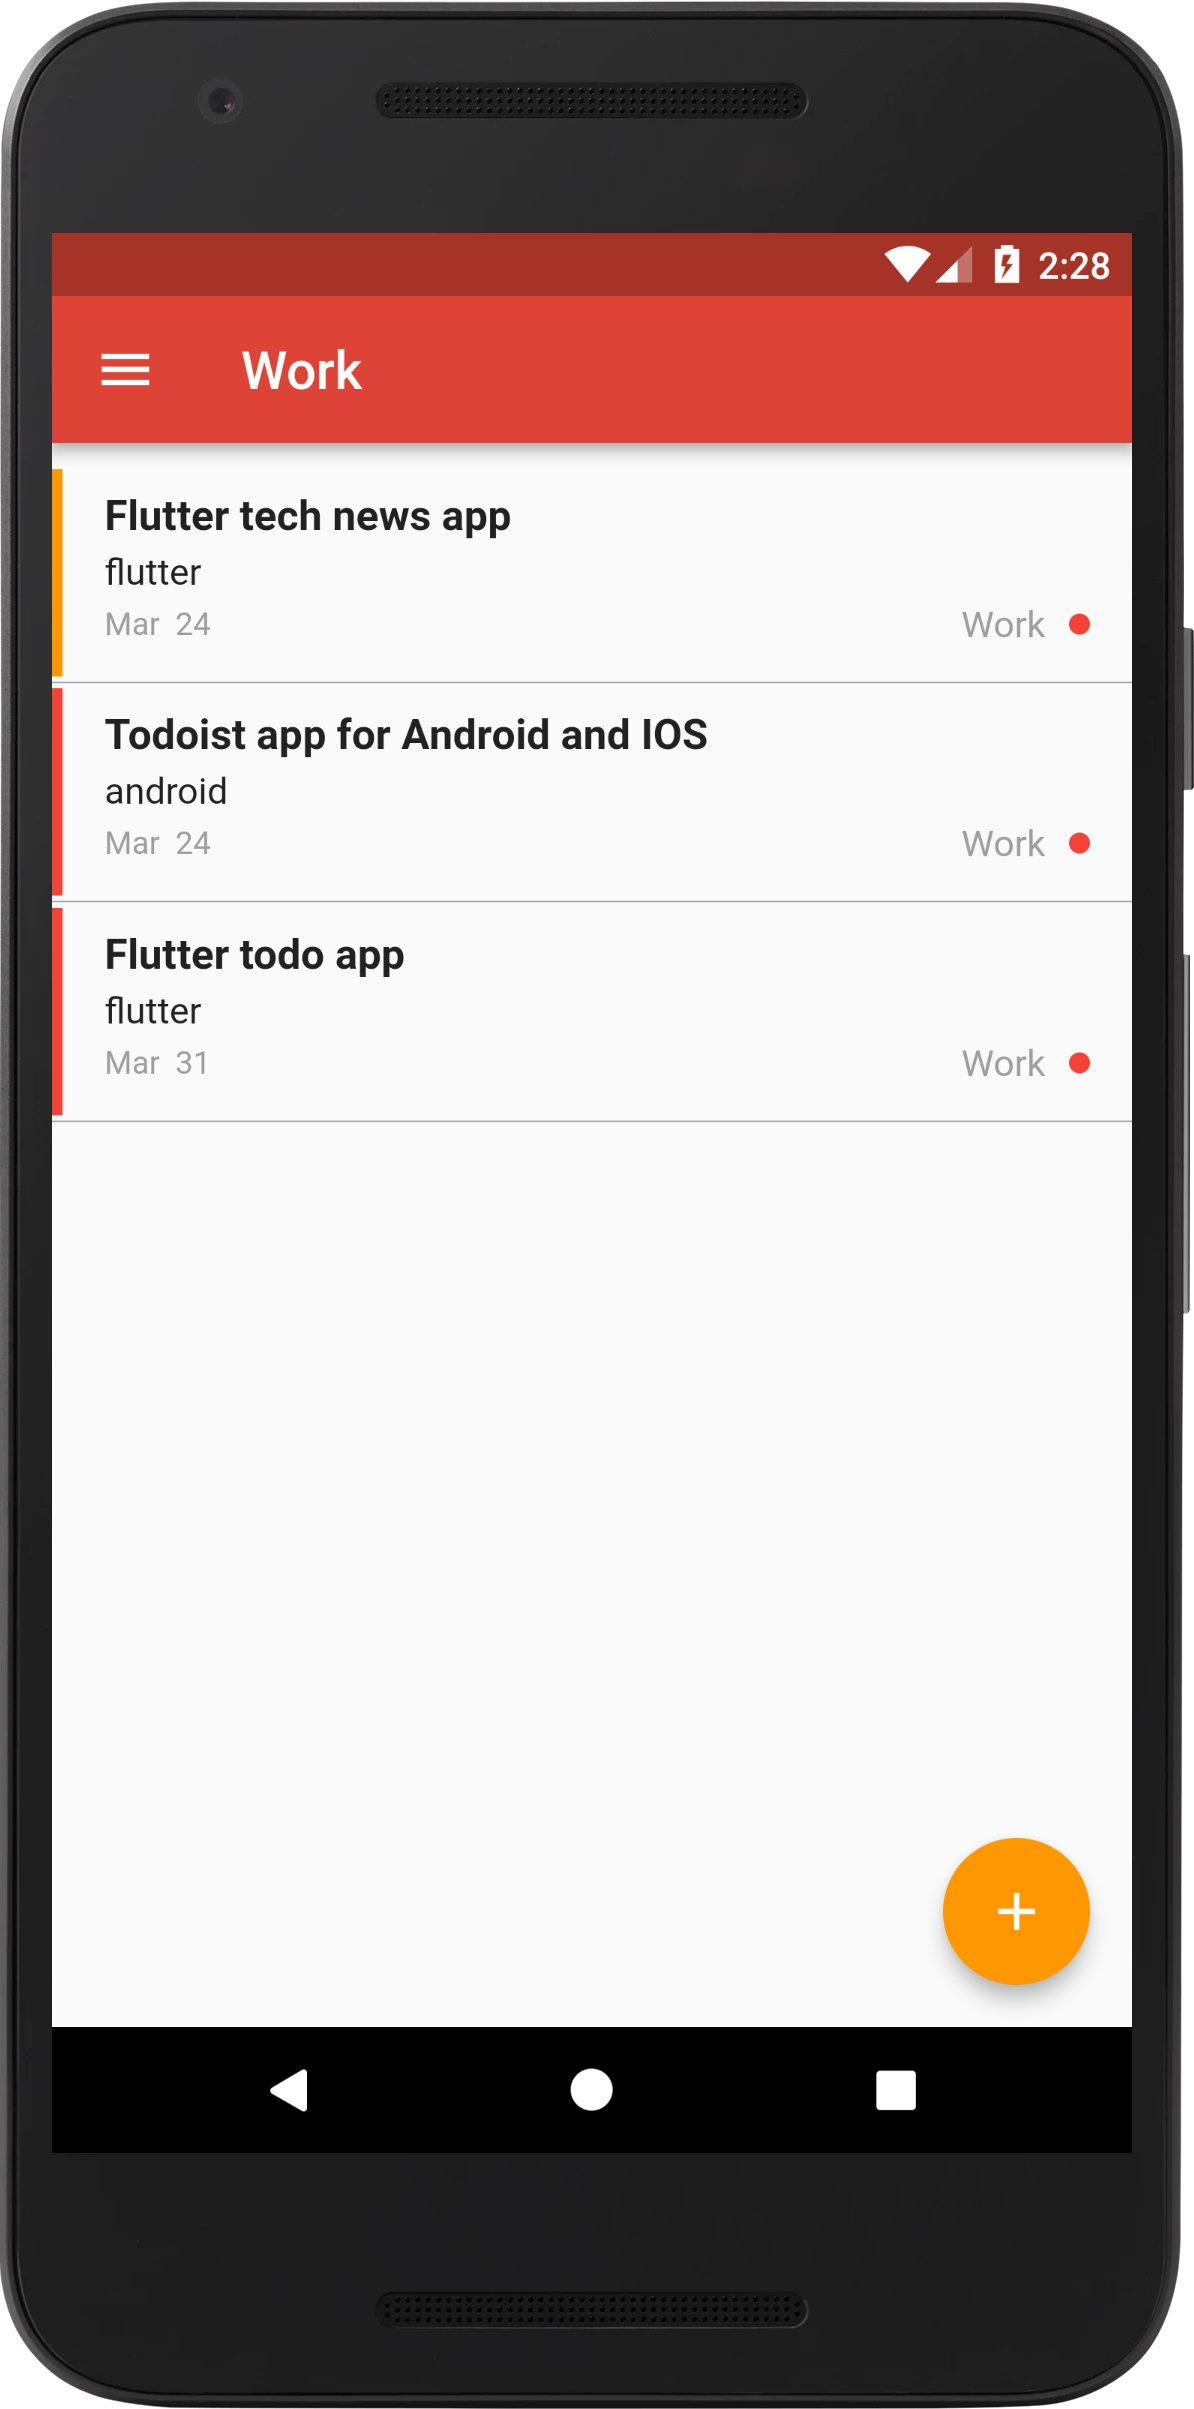 2:28
Work
Flutter tech news app
flutter
Mar 24
Work
Todoist app for Android and IOS
android
Mar 24
Work
Flutter todo app
flutter
Mar 31
Work